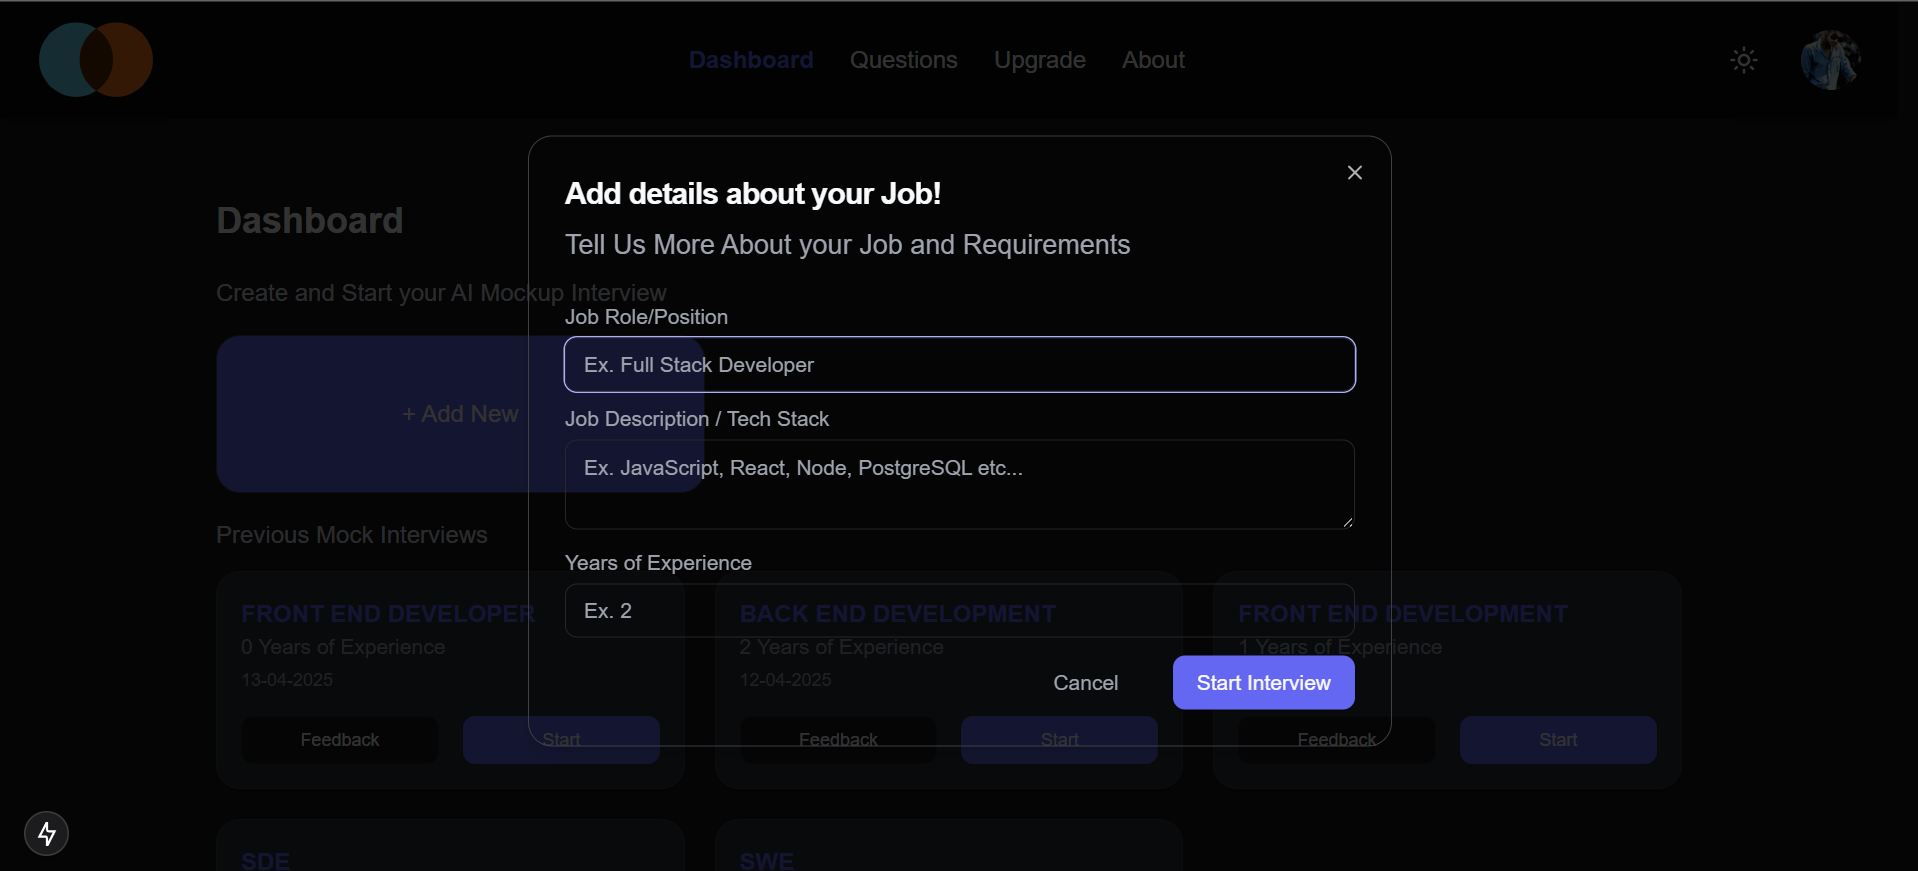 Dashboard Questions Upgrade About
Dashboard
Create and Start your AI Mockup Interview
+ Add New
Previous Mock Interviews
Add details about your Job!
Tell Us More About your Job and Requirements
Job Role/Position
Ex. Full Stack Developer
Job Description / Tech Stack
Ex. JavaScript, React, Node, PostgreSQL etc...
Years of Experience
Ex. 2
Cancel Start Interview
FRONT END DEVELOPER
0 Years of Experience
13-04-2025
Feedback Start
BACK END DEVELOPMENT
2 Years of Experience
12-04-2025
Feedback Start
FRONT END DEVELOPMENT
1 Years of Experience
Feedback Start
SDE
SWE